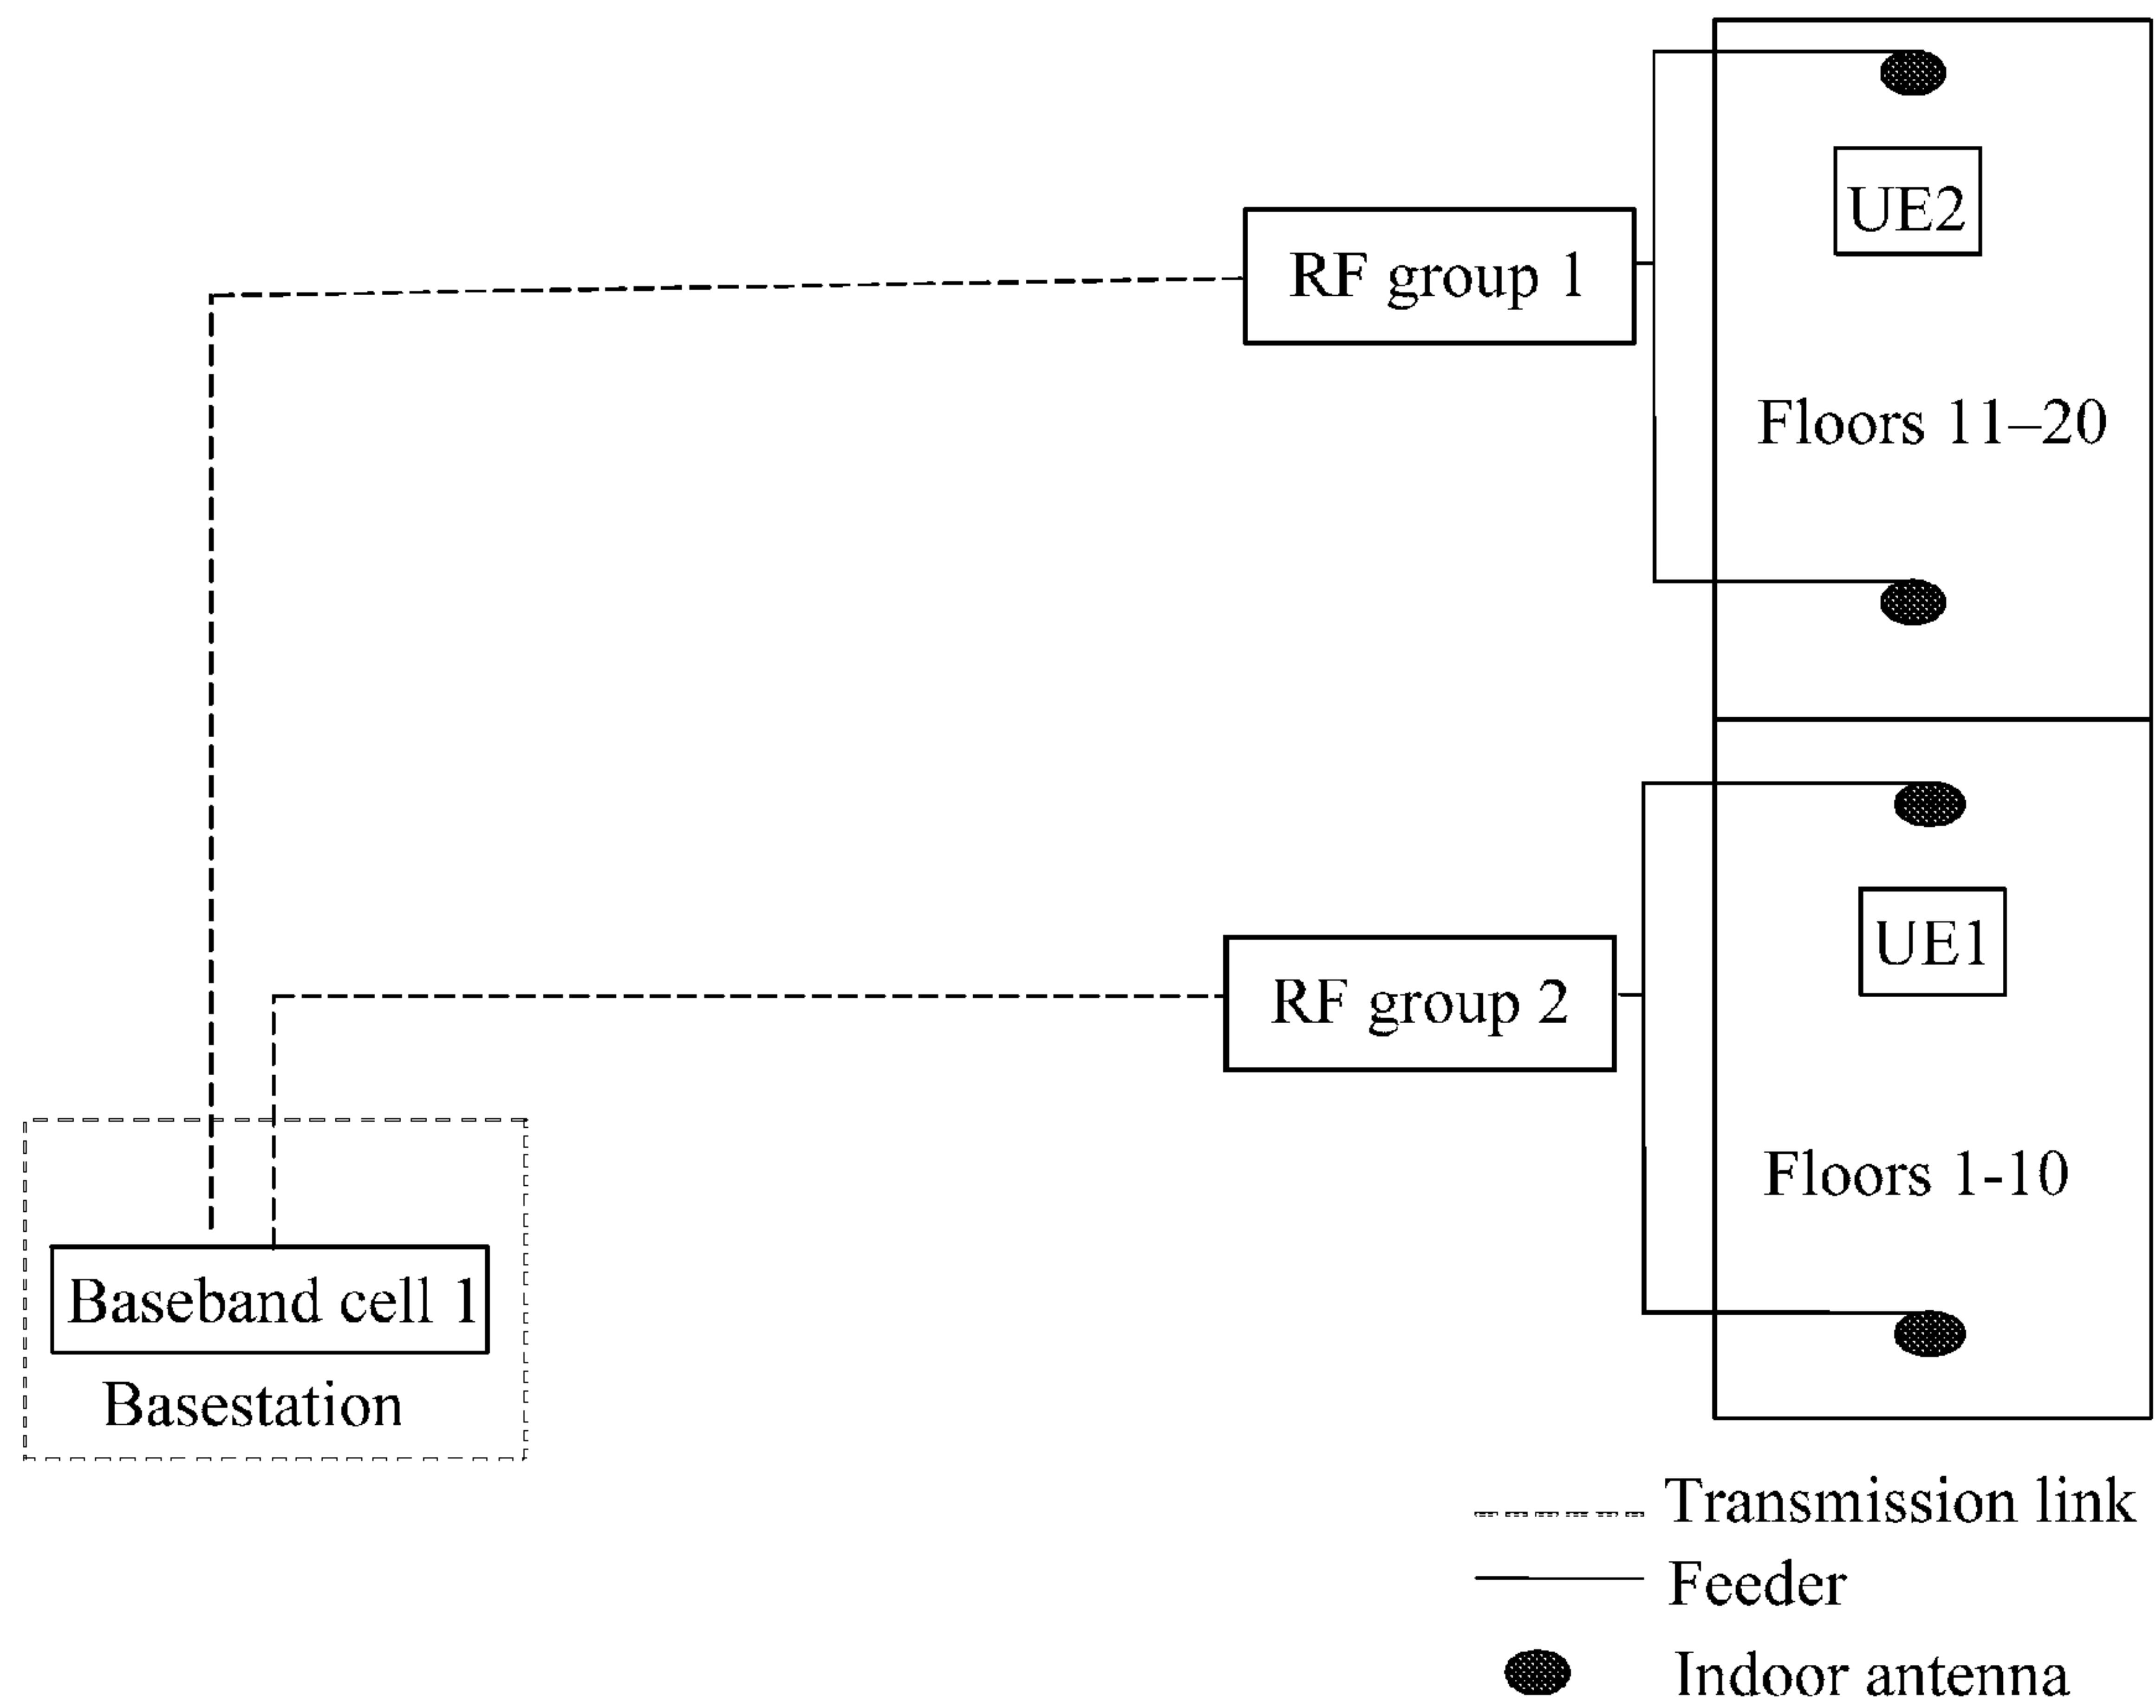 UE2
RF group 1
Floors 11–20
UE1
RF group 2
Floors 1-10
Baseband cell 1
Basestation
Transmission link
Feeder
Indoor antenna